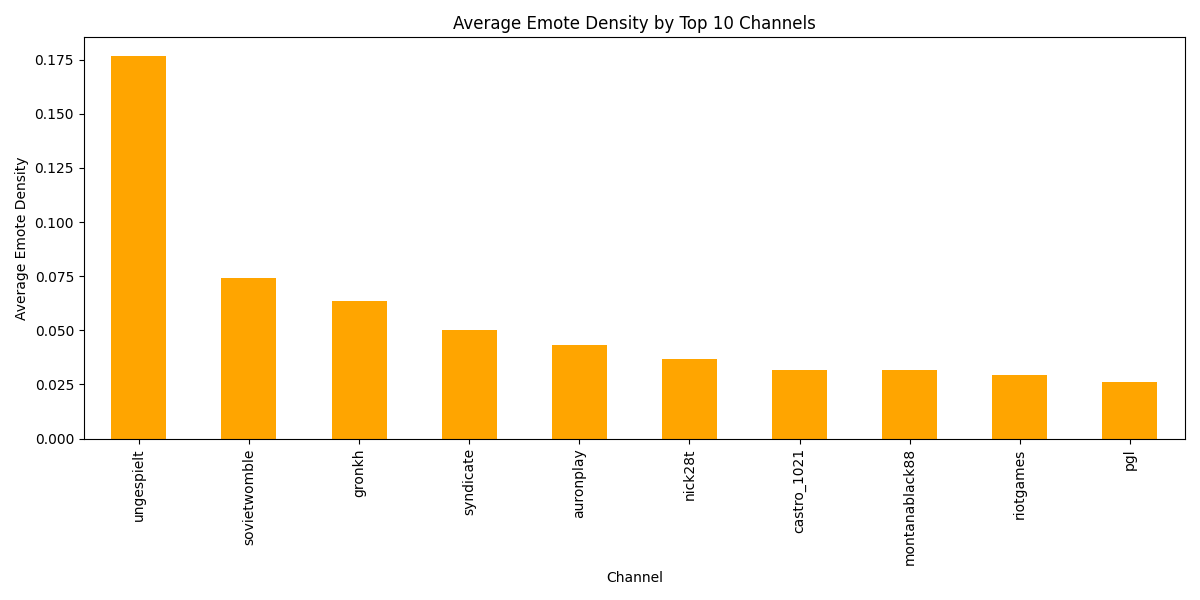 Average Emote Density by Top 10 Channels
Average Emote Density
0.175
0.150
0.125
0.100
0.075
0.050
0.025
0.000
ungespielt
sovietwomble
gronkh
syndicate
auronplay
nick28t
castro_1021
montanablack88
riotgames
pgl
Channel